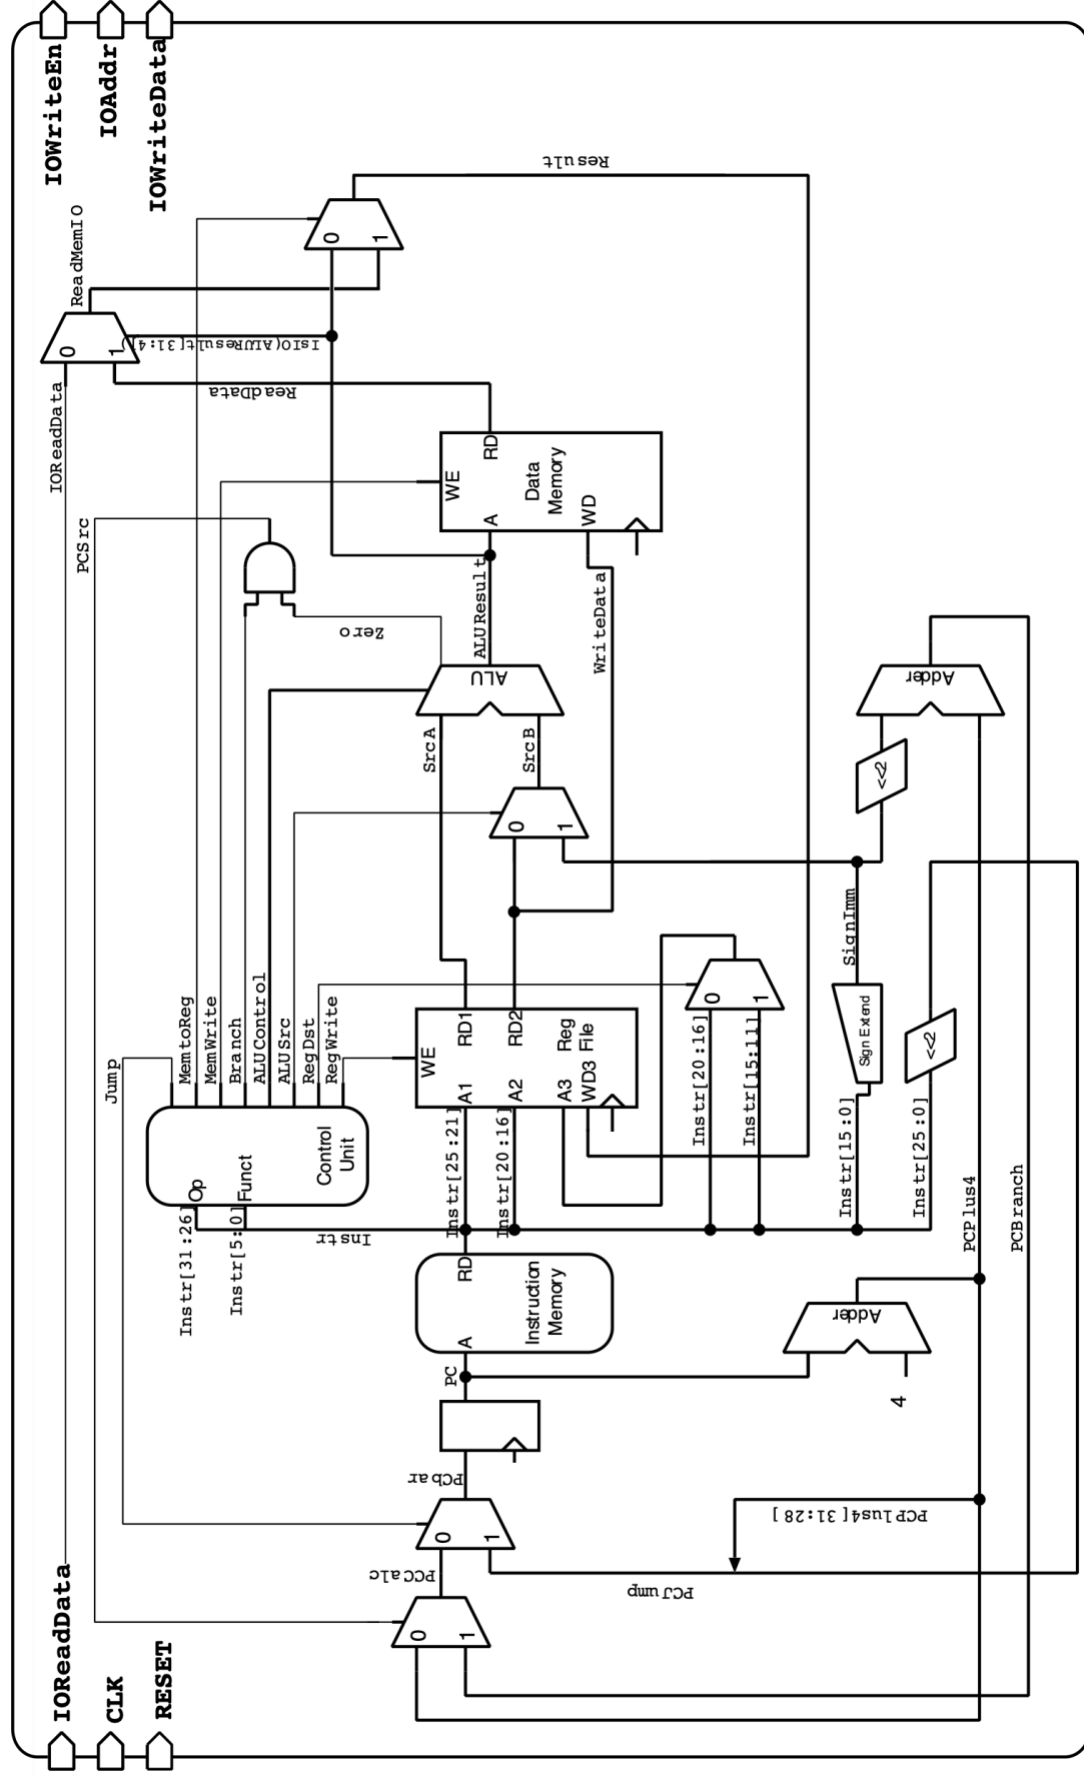 IOReadData
CLK
RESET
IOWriteEn
IOAddr
IOWriteData
IOReadData
PCSrc
Jump
ReadMemIO
0
1
IsIO(ALUResult[31:4])
ReadData
Result
0
1
MemtoReg
MemWrite
Branch
ALUControl
ALUSrc
RegDst
RegWrite
Instr[31:26]
Op
Instr[5:0]
Funct
Control
Unit
Instr
Zero
PCCalc
0
1
PCbar
0
1
PCJump
PC
A
RD
Instruction
Memory
Instr[25:21]
A1
Instr[20:16]
A2
A3
WD3
WE
RD1
RD2
Reg
File
SrcA
SrcB
0
1
ALU
ALUResult
WriteData
WE
A
RD
Data
Memory
WD
Instr[20:16]
0
Instr[15:11]
1
Instr[15:0]
Sign Extend
SignImm
<<2
Adder
Instr[25:0]
<<2
4
Adder
PCPlus4
PCBranch
PCPlus4[31:28]